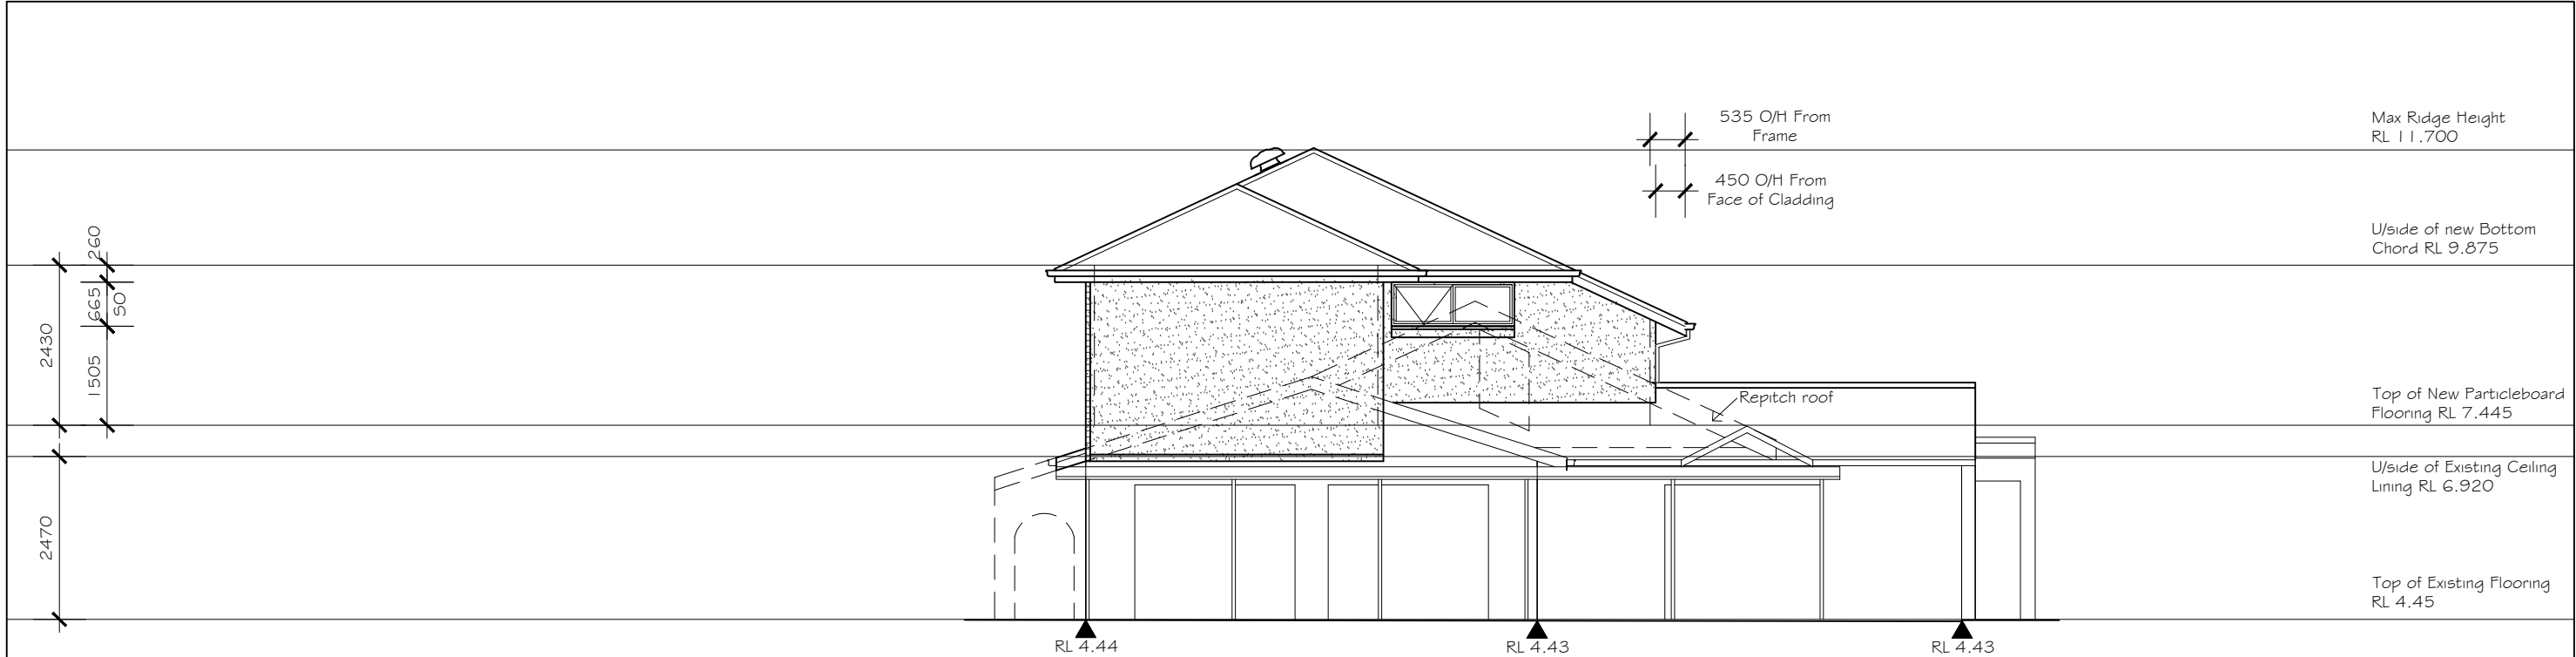 535 O/H From
Frame
Max Ridge Height
RL 11.700
450 O/H From
Face of Cladding
U/side of new Bottom
Chord RL 9.875
260
665
50
2430
1505
Repitch roof
Top of New Particleboard
Flooring RL 7.445
U/side of Existing Ceiling
Lining RL 6.920
2470
Top of Existing Flooring
RL 4.45
RL 4.44
RL 4.43
RL 4.43